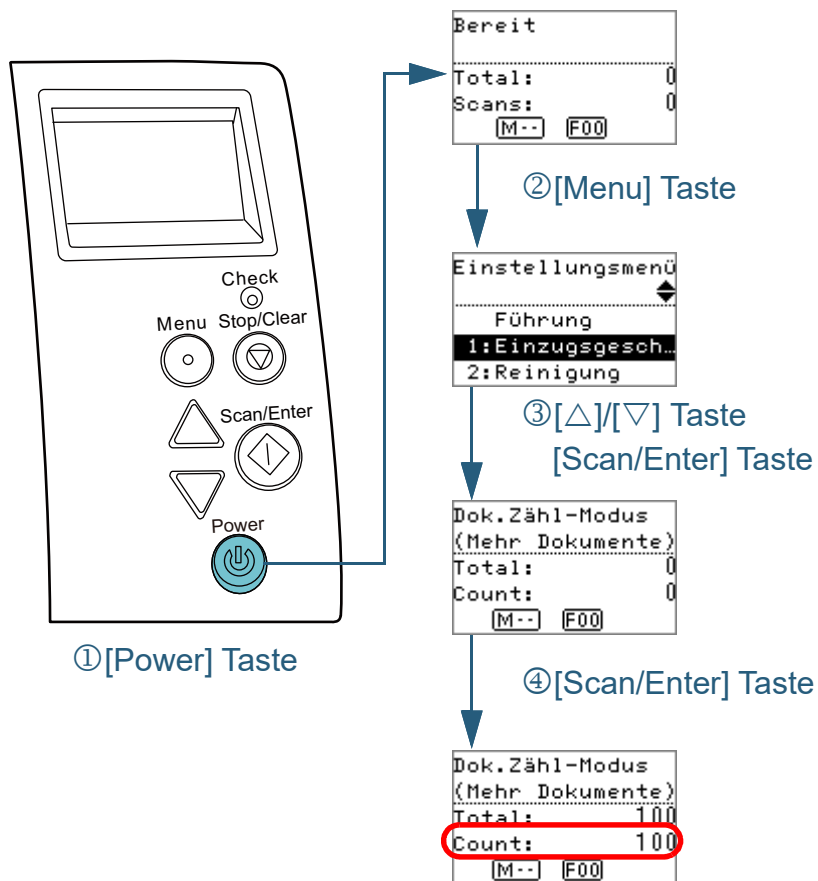 Check
Menu Stop/Clear
Scan/Enter
Power
①[Power] Taste
Bereit
Total: 0
Scans: 0
M-- F00
②[Menu] Taste
Einstellungsmenü
Führung
1:Einzugsgesch…
2:Reinigung
③[△]/[▽] Taste
[Scan/Enter] Taste
Dok.Zähl-Modus
(Mehr Dokumente)
Total: 0
Count: 0
M-- F00
④[Scan/Enter] Taste
Dok.Zähl-Modus
(Mehr Dokumente)
Total: 100
Count: 100
M-- F00